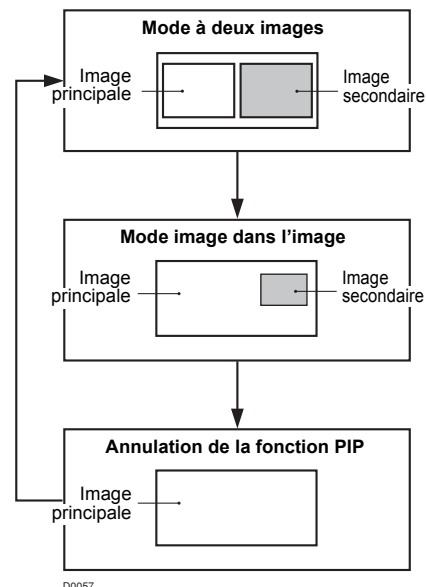 Mode à deux images
Image
principale
Image
secondaire
Mode image dans l'image
Image
principale
Image
secondaire
Annulation de la fonction PIP
Image
principale
D0057